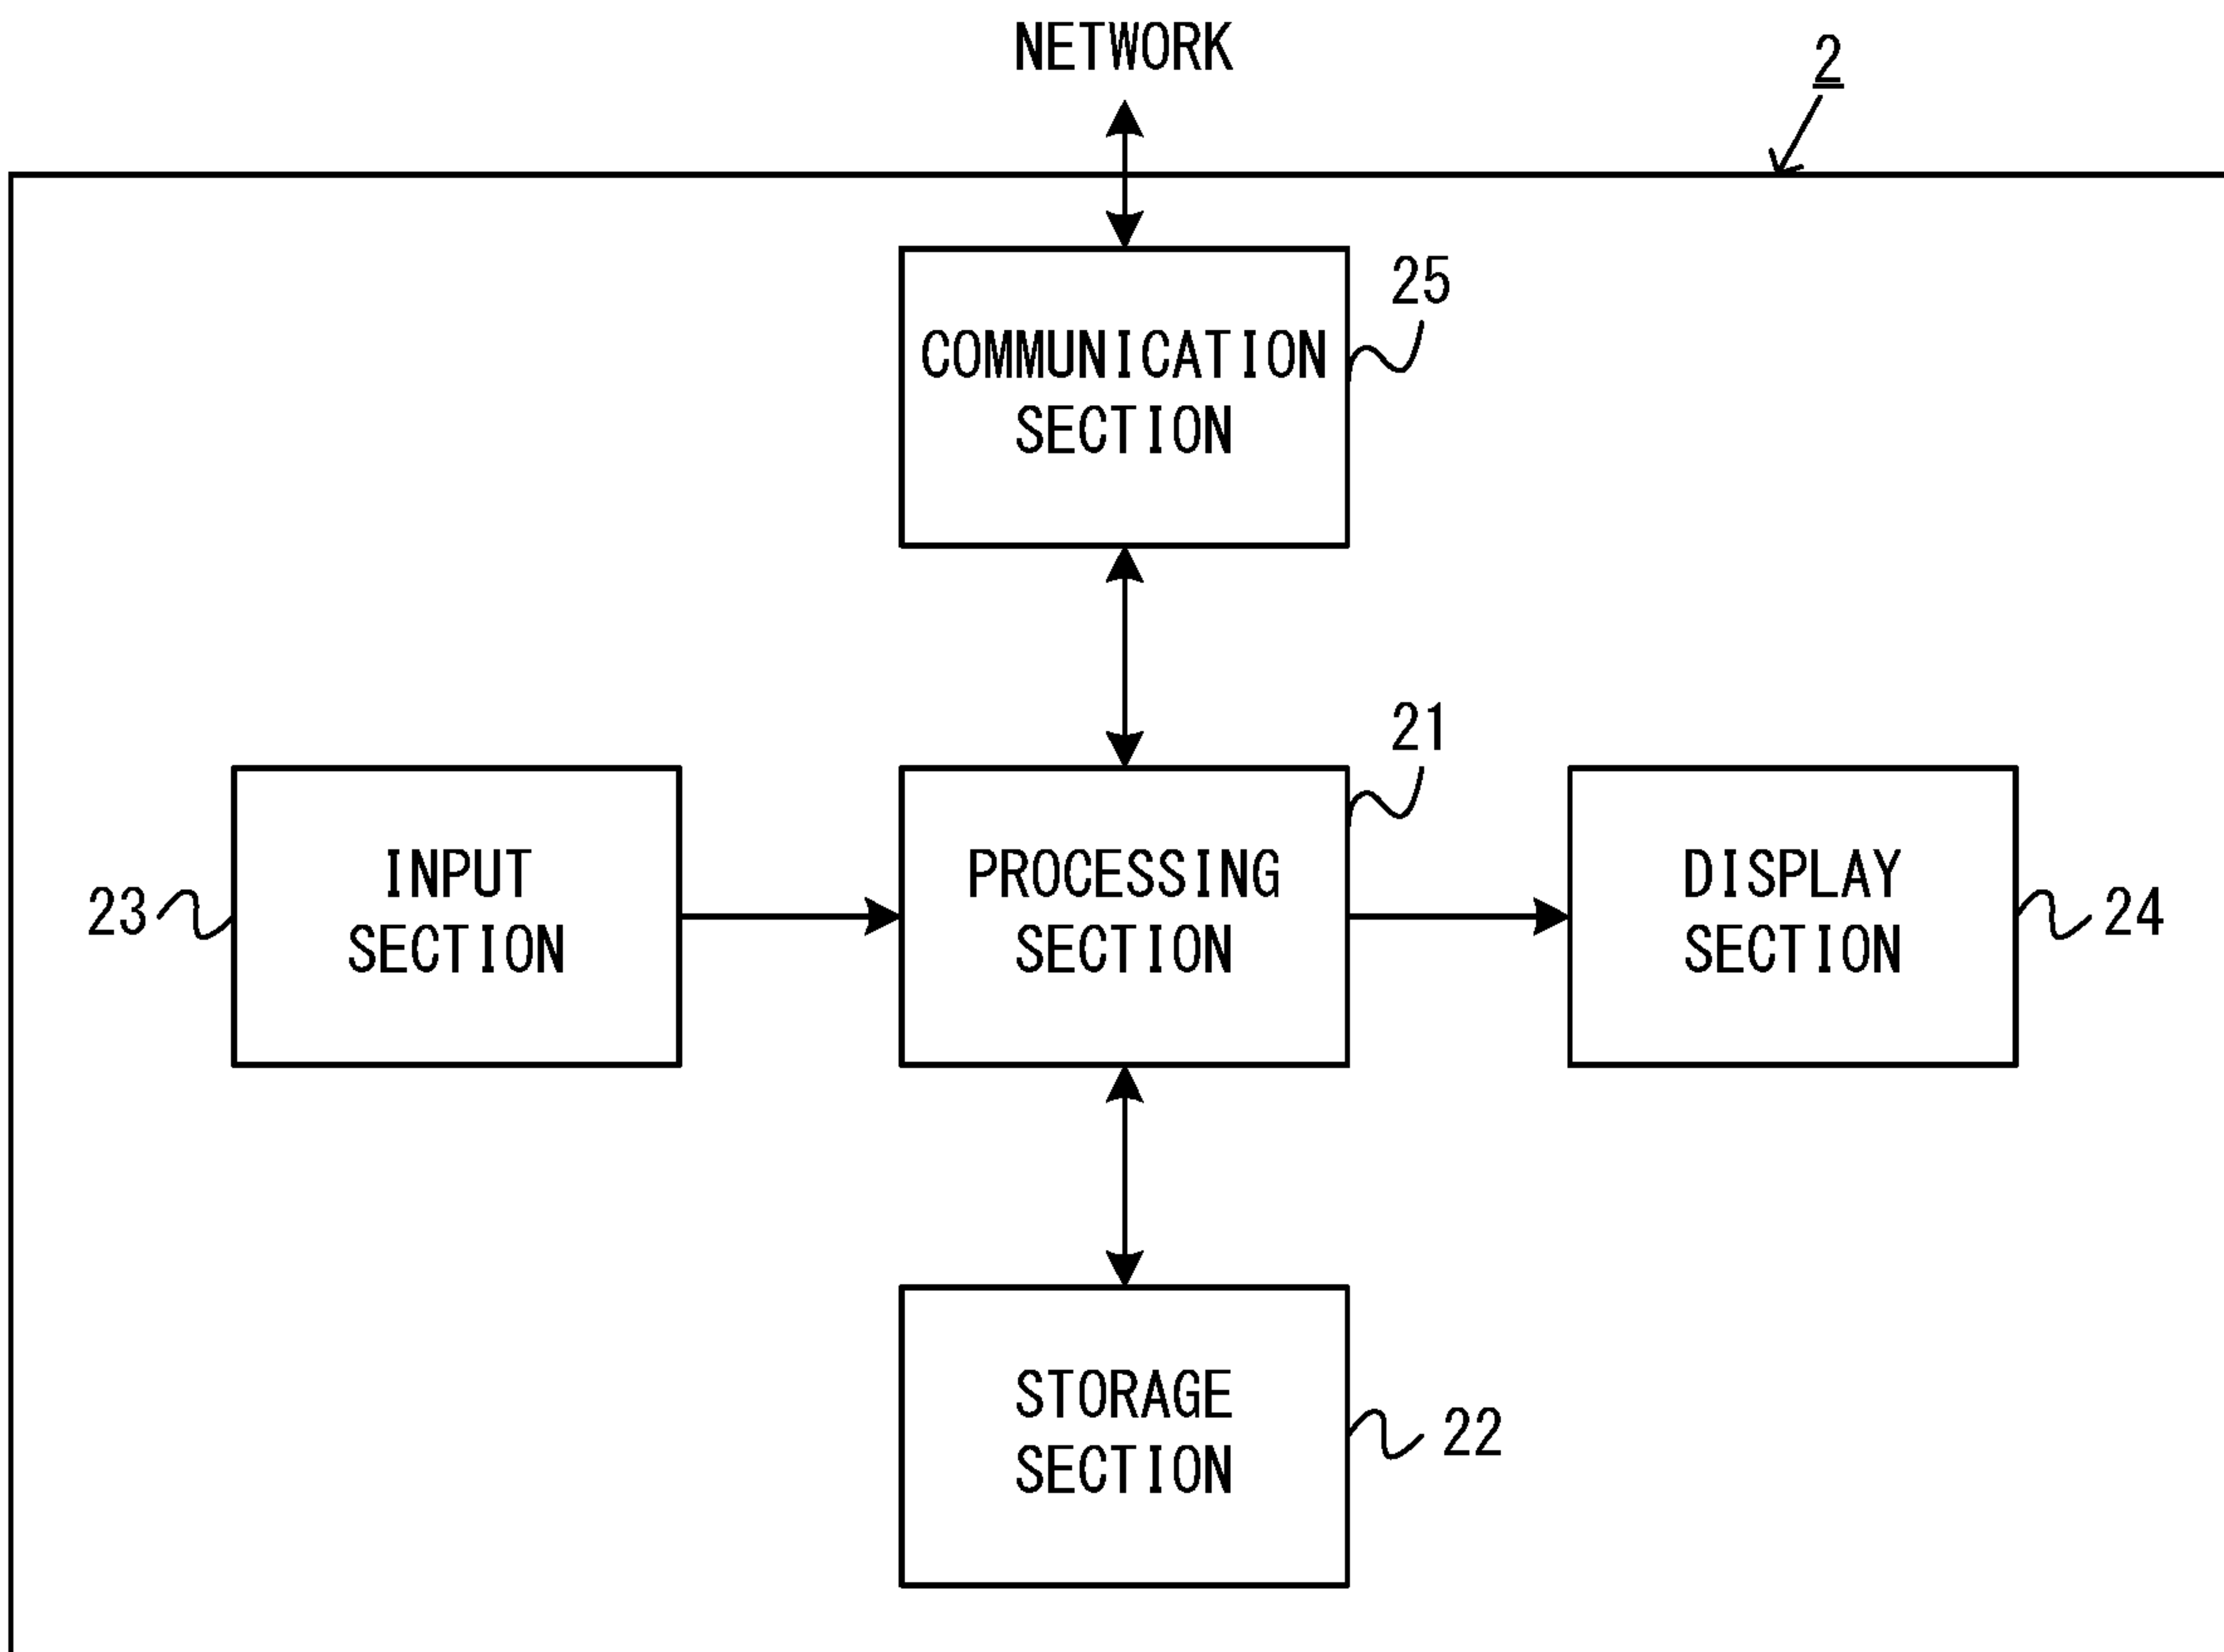 NETWORK
2
COMMUNICATION
SECTION
25
INPUT
SECTION
23
PROCESSING
SECTION
21
DISPLAY
SECTION
24
STORAGE
SECTION
22